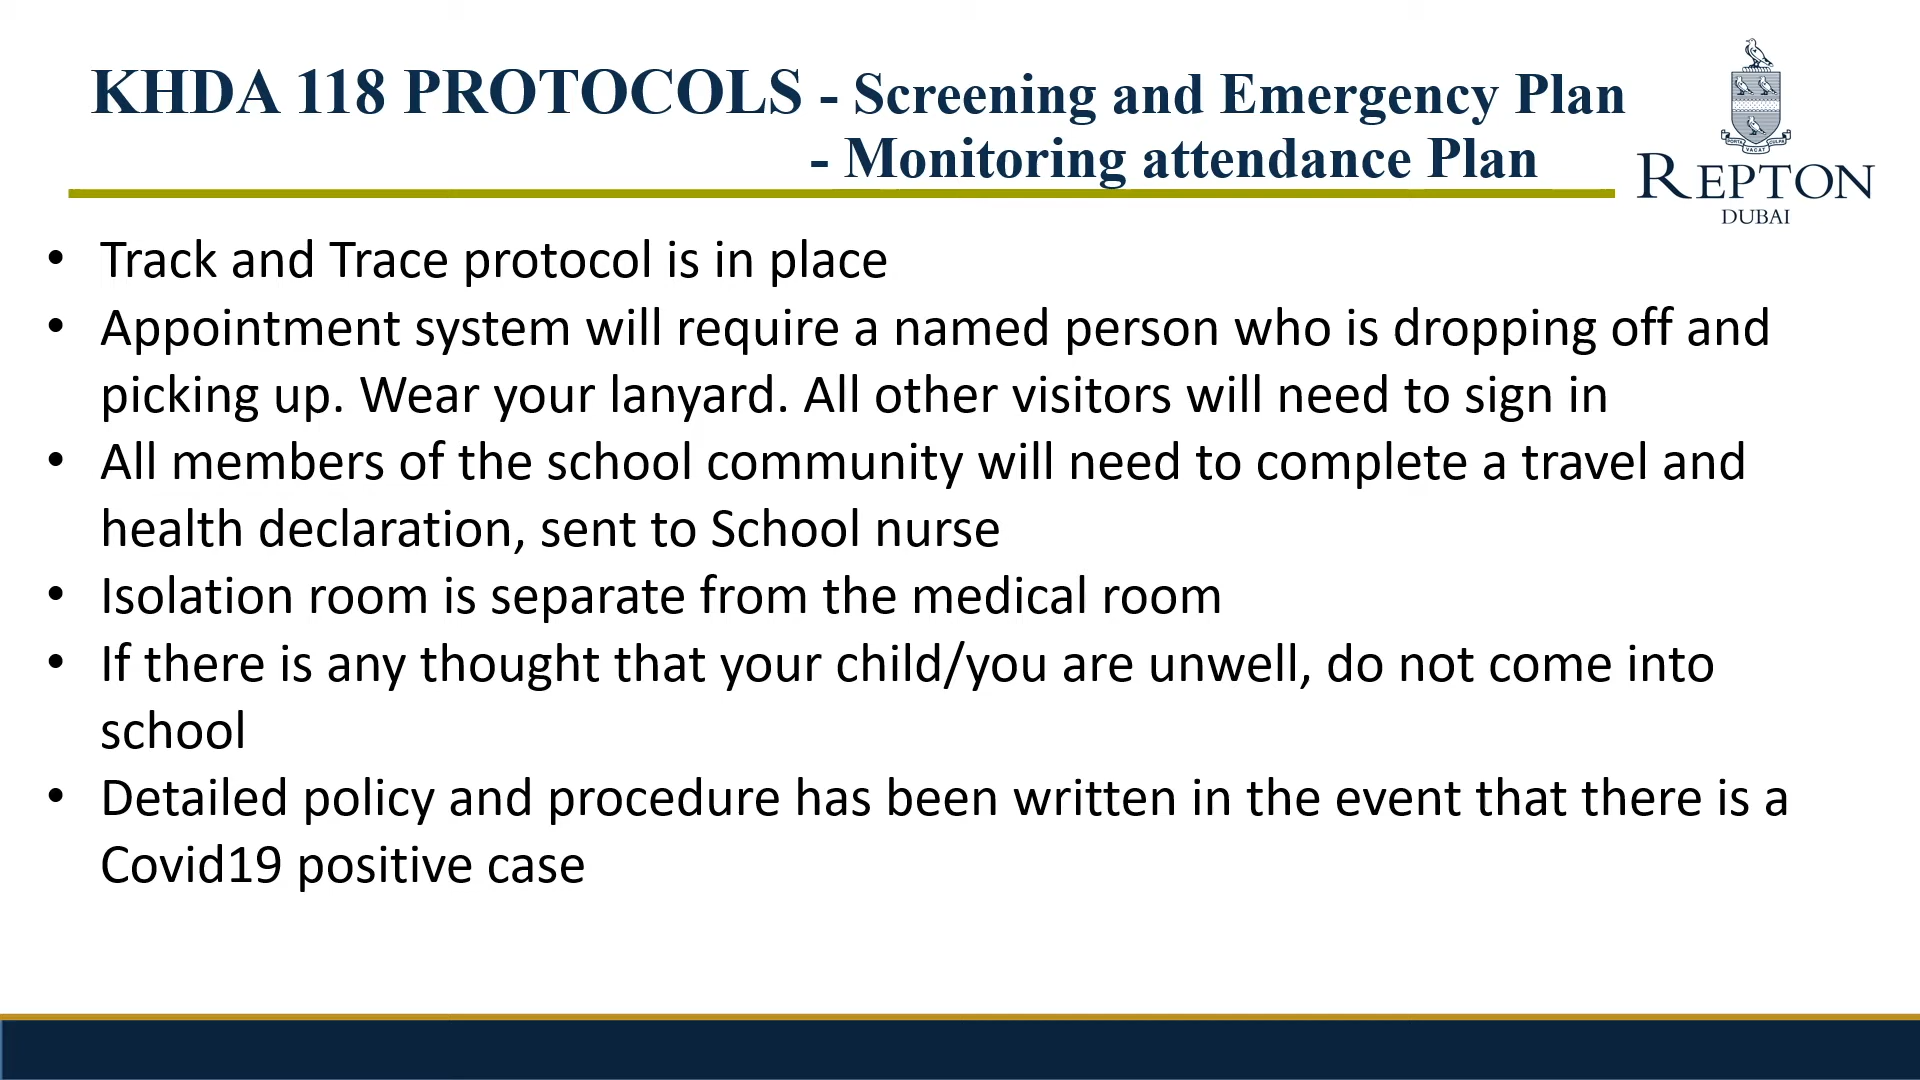 KHDA 118 PROTOCOLS - Screening and Emergency Plan
- Monitoring attendance Plan
PORTA VACAT CULPA
REPTON
DUBAI
• Track and Trace protocol is in place
• Appointment system will require a named person who is dropping off and
picking up. Wear your lanyard. All other visitors will need to sign in
• All members of the school community will need to complete a travel and
health declaration, sent to School nurse
• Isolation room is separate from the medical room
• If there is any thought that your child/you are unwell, do not come into
school
• Detailed policy and procedure has been written in the event that there is a
Covid19 positive case